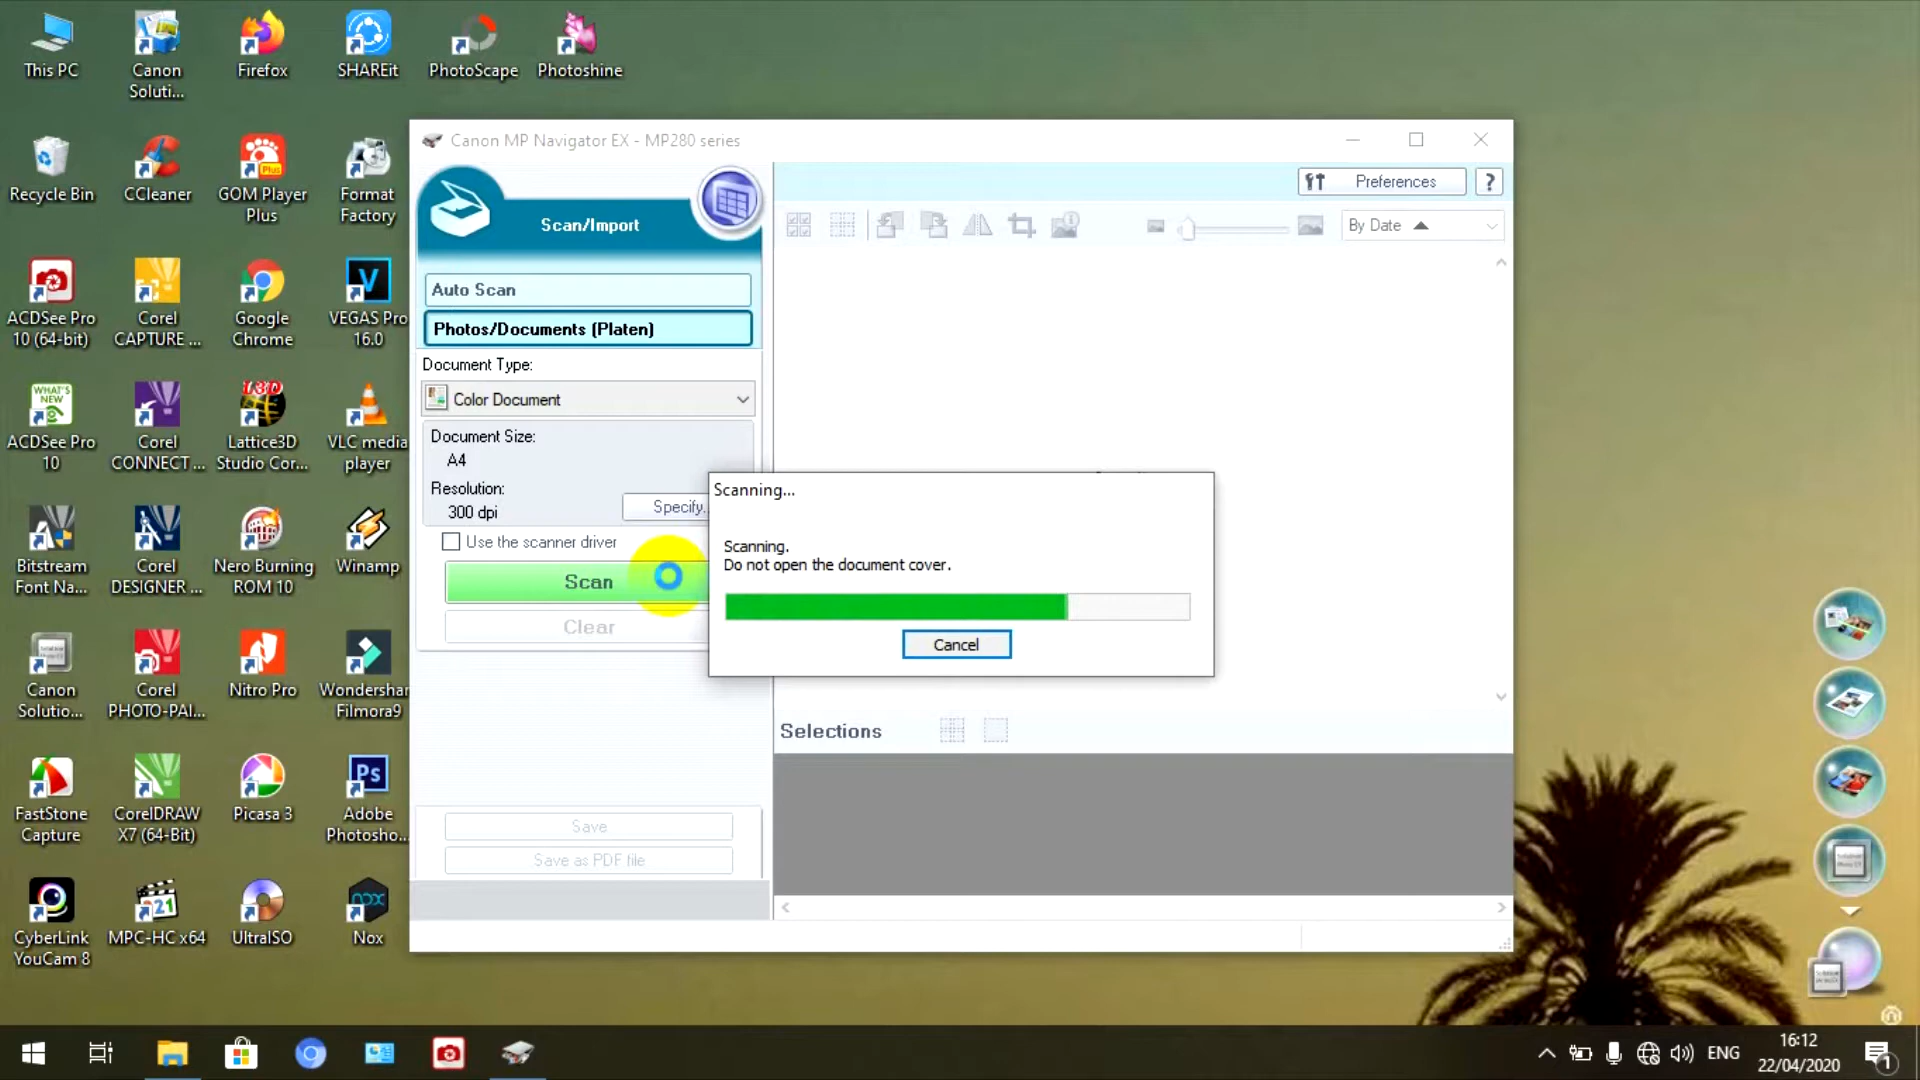 This PC
Canon
Soluti...
Firefox
SHAREit
PhotoScape
Photoshine
Recycle Bin
CCleaner
GOM Player
Plus
Format
Factory
ACDSee Pro
10 (64-bit)
Corel
CAPTURE ...
Google
Chrome
VEGAS Pro
16.0
WHAT'S
NEW
ACDSee Pro
10
Corel
CONNECT ...
Lattice3D
Studio Cor...
VLC media
player
Bitstream
Font Na...
Corel
DESIGNER ...
Nero Burning
ROM 10
Winamp
Canon
Solutio...
Corel
PHOTO-PAI...
Nitro Pro
Wondershar
Filmora9
FastStone
Capture
CorelDRAW
X7 (64-Bit)
Picasa 3
Ps
Adobe
Photosho...
CyberLink
YouCam 8
MPC-HC x64
UltraISO
Nox
Canon MP Navigator EX - MP280 series
Scan/Import
Preferences
?
By Date
Auto Scan
Photos/Documents (Platen)
Document Type:
Color Document
Document Size:
A4
Resolution:
300 dpi
Specify...
Use the scanner driver
Scan
Clear
Scanning...
Scanning.
Do not open the document cover.
Cancel
Selections
Save
Save as PDF file
ENG
16:12
22/04/2020
1